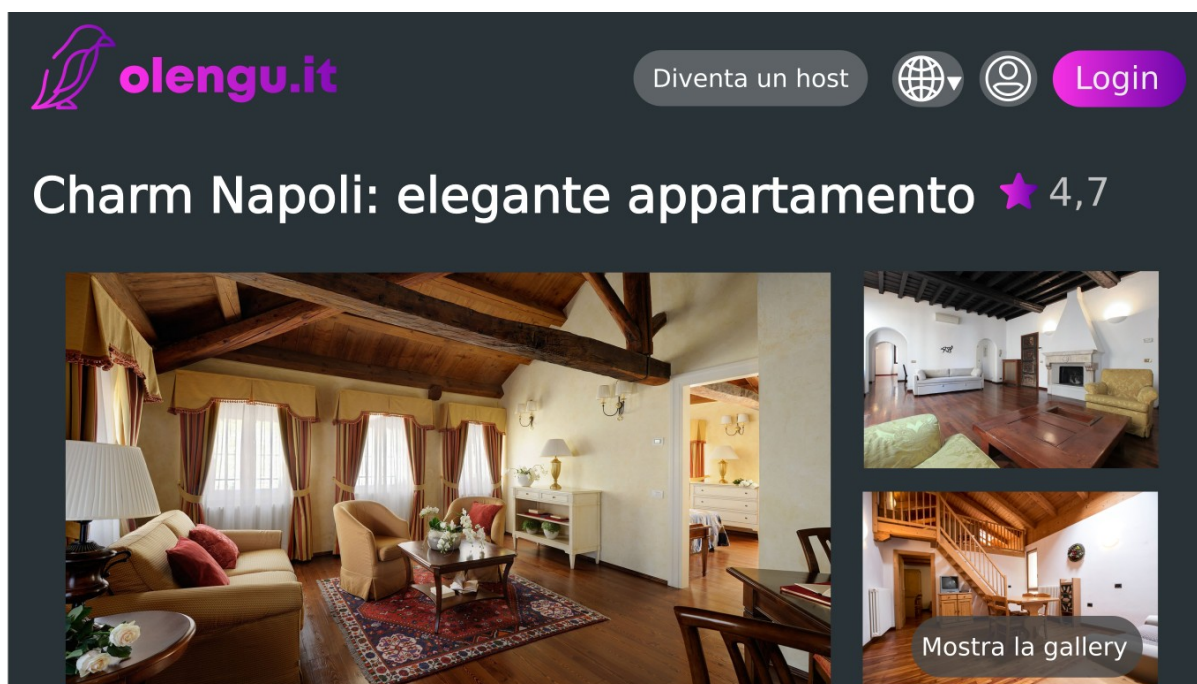 olengu.it
Diventa un host
Login
Charm Napoli: elegante appartamento 4,7
Mostra la gallery